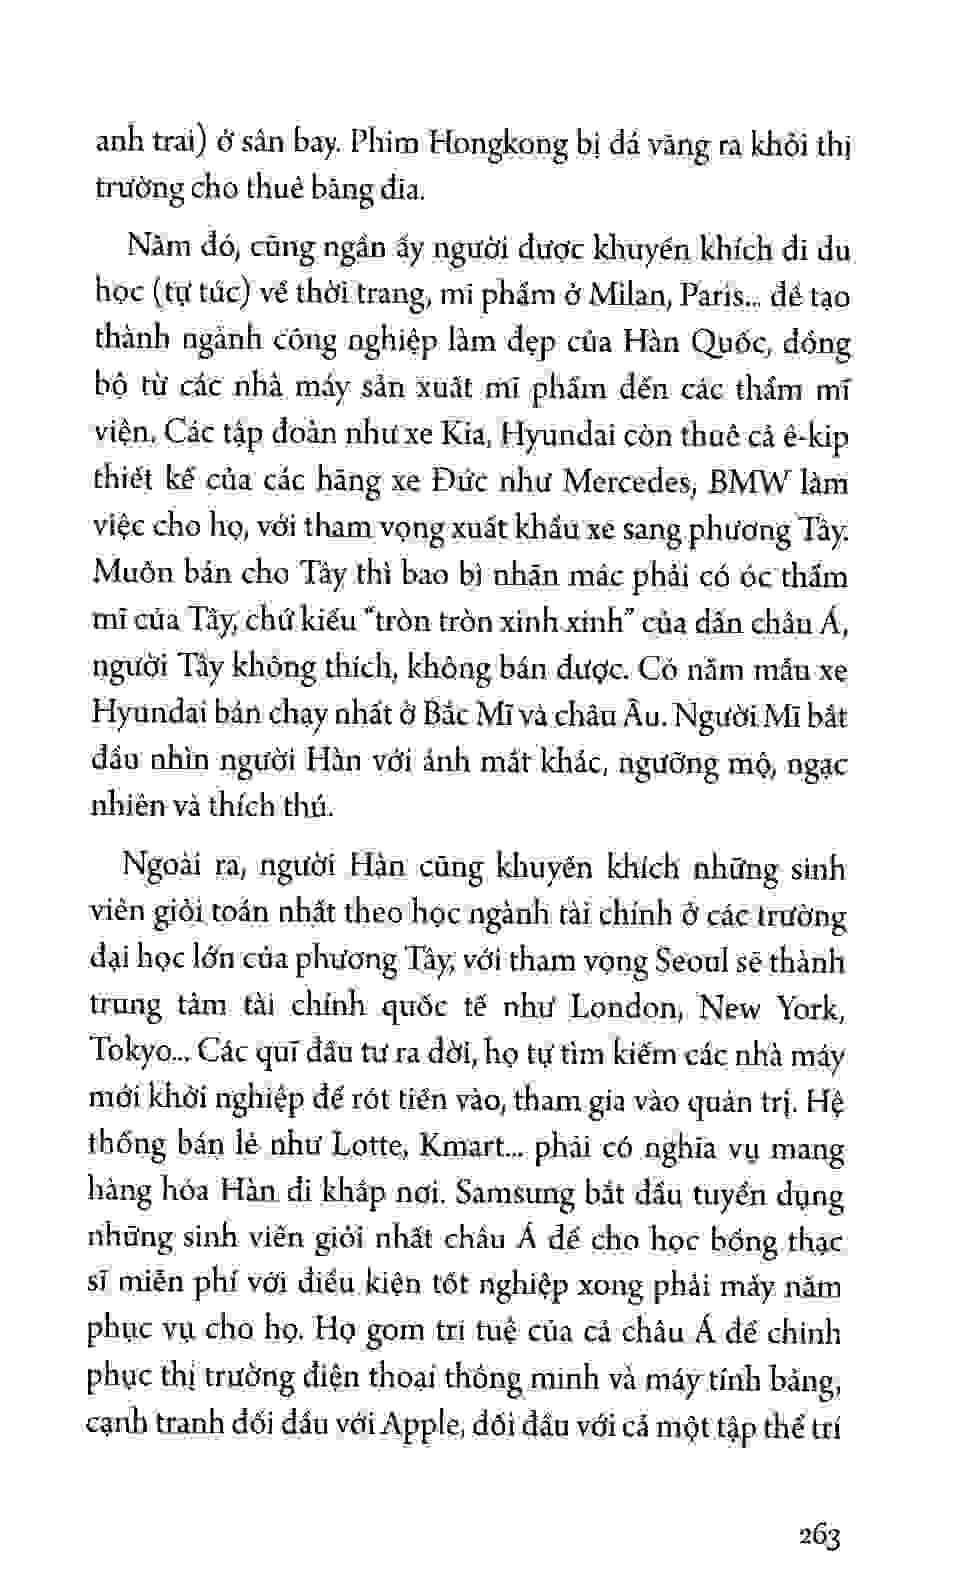 anh trai) ở sân bay. Phim Hongkong bị đá văng ra khỏi thị
trường cho thuê băng đĩa.
Năm đó, cũng ngần ấy người được khuyến khích đi du
học (tự túc) về thời trang, mĩ phẩm ở Milan, Paris... để tạo
thành ngành công nghiệp làm đẹp của Hàn Quốc, đồng
bộ từ các nhà máy sản xuất mĩ phẩm đến các thẩm mĩ
viện. Các tập đoàn như xe Kia, Hyundai còn thuê cả ê-kip
thiết kế của các hãng xe Đức như Mercedes, BMW làm
việc cho họ, với tham vọng xuất khẩu xe sang phương Tây.
Muốn bán cho Tây thì bao bì nhãn mác phải có óc thẩm
mĩ của Tây, chứ kiểu “tròn tròn xinh xinh” của dân châu Á,
người Tây không thích, không bán được. Có năm mẫu xe
Hyundai bán chạy nhất ở Bắc Mĩ và châu Âu. Người Mĩ bắt
đầu nhìn người Hàn với ánh mắt khác, ngưỡng mộ, ngạc
nhiên và thích thú.
Ngoài ra, người Hàn cũng khuyến khích những sinh
viên giỏi toán nhất theo học ngành tài chính ở các trường
đại học lớn của phương Tây, với tham vọng Seoul sẽ thành
trung tâm tài chính quốc tế như London, New York,
Tokyo... Các quĩ đầu tư ra đời, họ tự tìm kiếm các nhà máy
mới khởi nghiệp để rót tiền vào, tham gia vào quản trị. Hệ
thống bán lẻ như Lotte, Kmart... phải có nghĩa vụ mang
hàng hóa Hàn đi khắp nơi. Samsung bắt đầu tuyển dụng
những sinh viên giỏi nhất châu Á để cho học bổng thạc
sĩ miễn phí với điều kiện tốt nghiệp xong phải mấy năm
phục vụ cho họ. Họ gom trí tuệ của cả châu Á để chinh
phục thị trường điện thoại thông minh và máy tính bảng,
cạnh tranh đối đầu với Apple, đối đầu với cả một tập thể trí
263